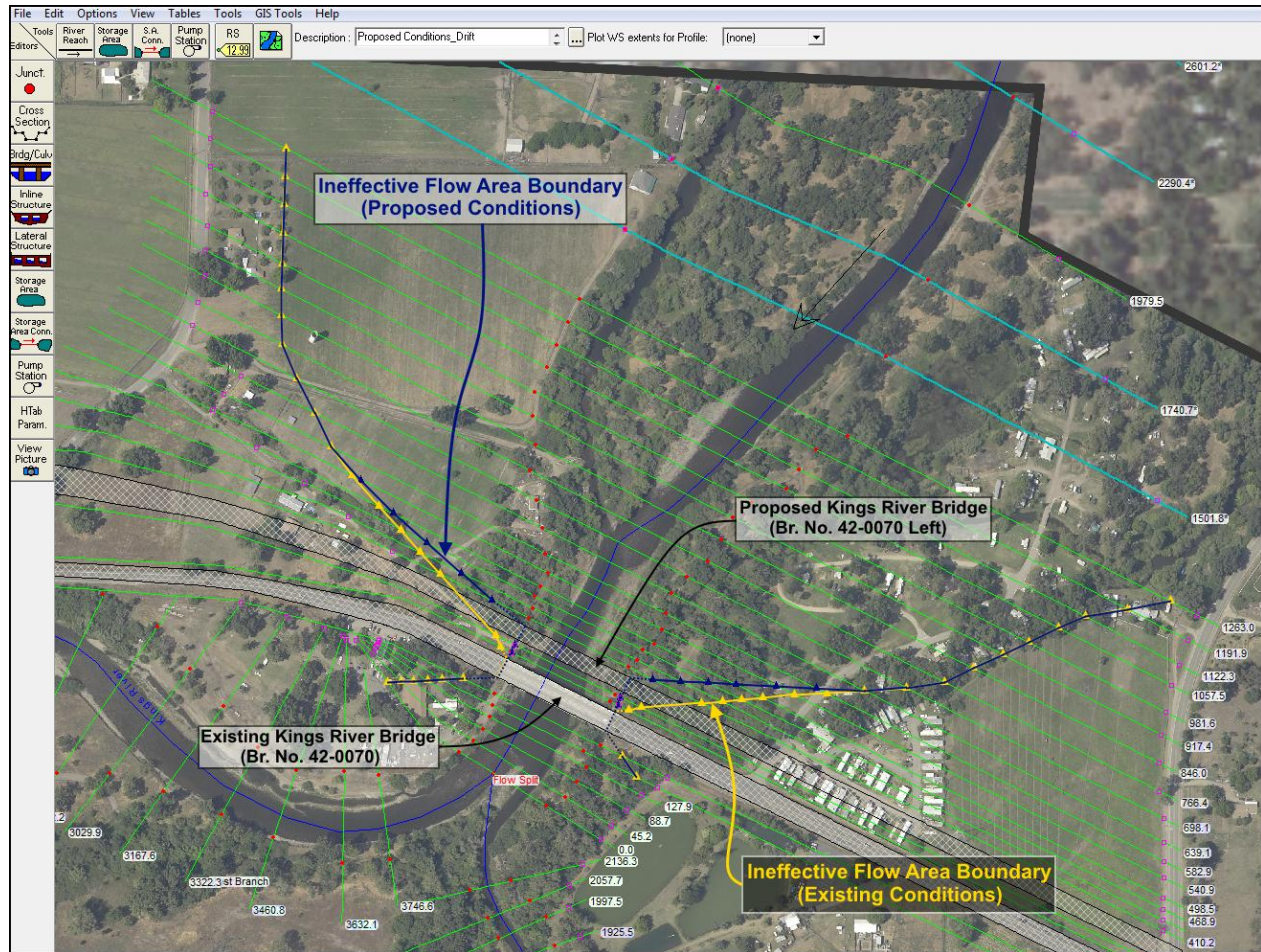 File Edit Options View Tables Tools GIS Tools Help
Tools
Editors
River
Reach
Storage
Area
S.A.
Conn.
Pump
Station
RS
12.99
Description : Proposed Conditions_Drift
...
Plot WS extents for Profile: (none)
Junct.
Cross
Section
Brdg/Culv
Inline
Structure
Lateral
Structure
Storage
Area
Storage
Area Conn.
Pump
Station
HTab
Param.
View
Picture
Ineffective Flow Area Boundary
(Proposed Conditions)
Proposed Kings River Bridge
(Br. No. 42-0070 Left)
Existing Kings River Bridge
(Br. No. 42-0070)
Ineffective Flow Area Boundary
(Existing Conditions)
Kings River
Flow Split
2601.2*
2290.4*
1979.5
1740.7*
1501.8*
1263.0
1191.9
1122.3
1057.5
981.6
917.4
846.0
766.4
698.1
639.1
582.9
540.9
498.5
468.9
410.2
127.9
88.7
45.2
0.0
2136.3
2057.7
1997.5
1925.5
3029.9
3167.6
3322.3 st Branch
3460.8
3632.1
3746.6